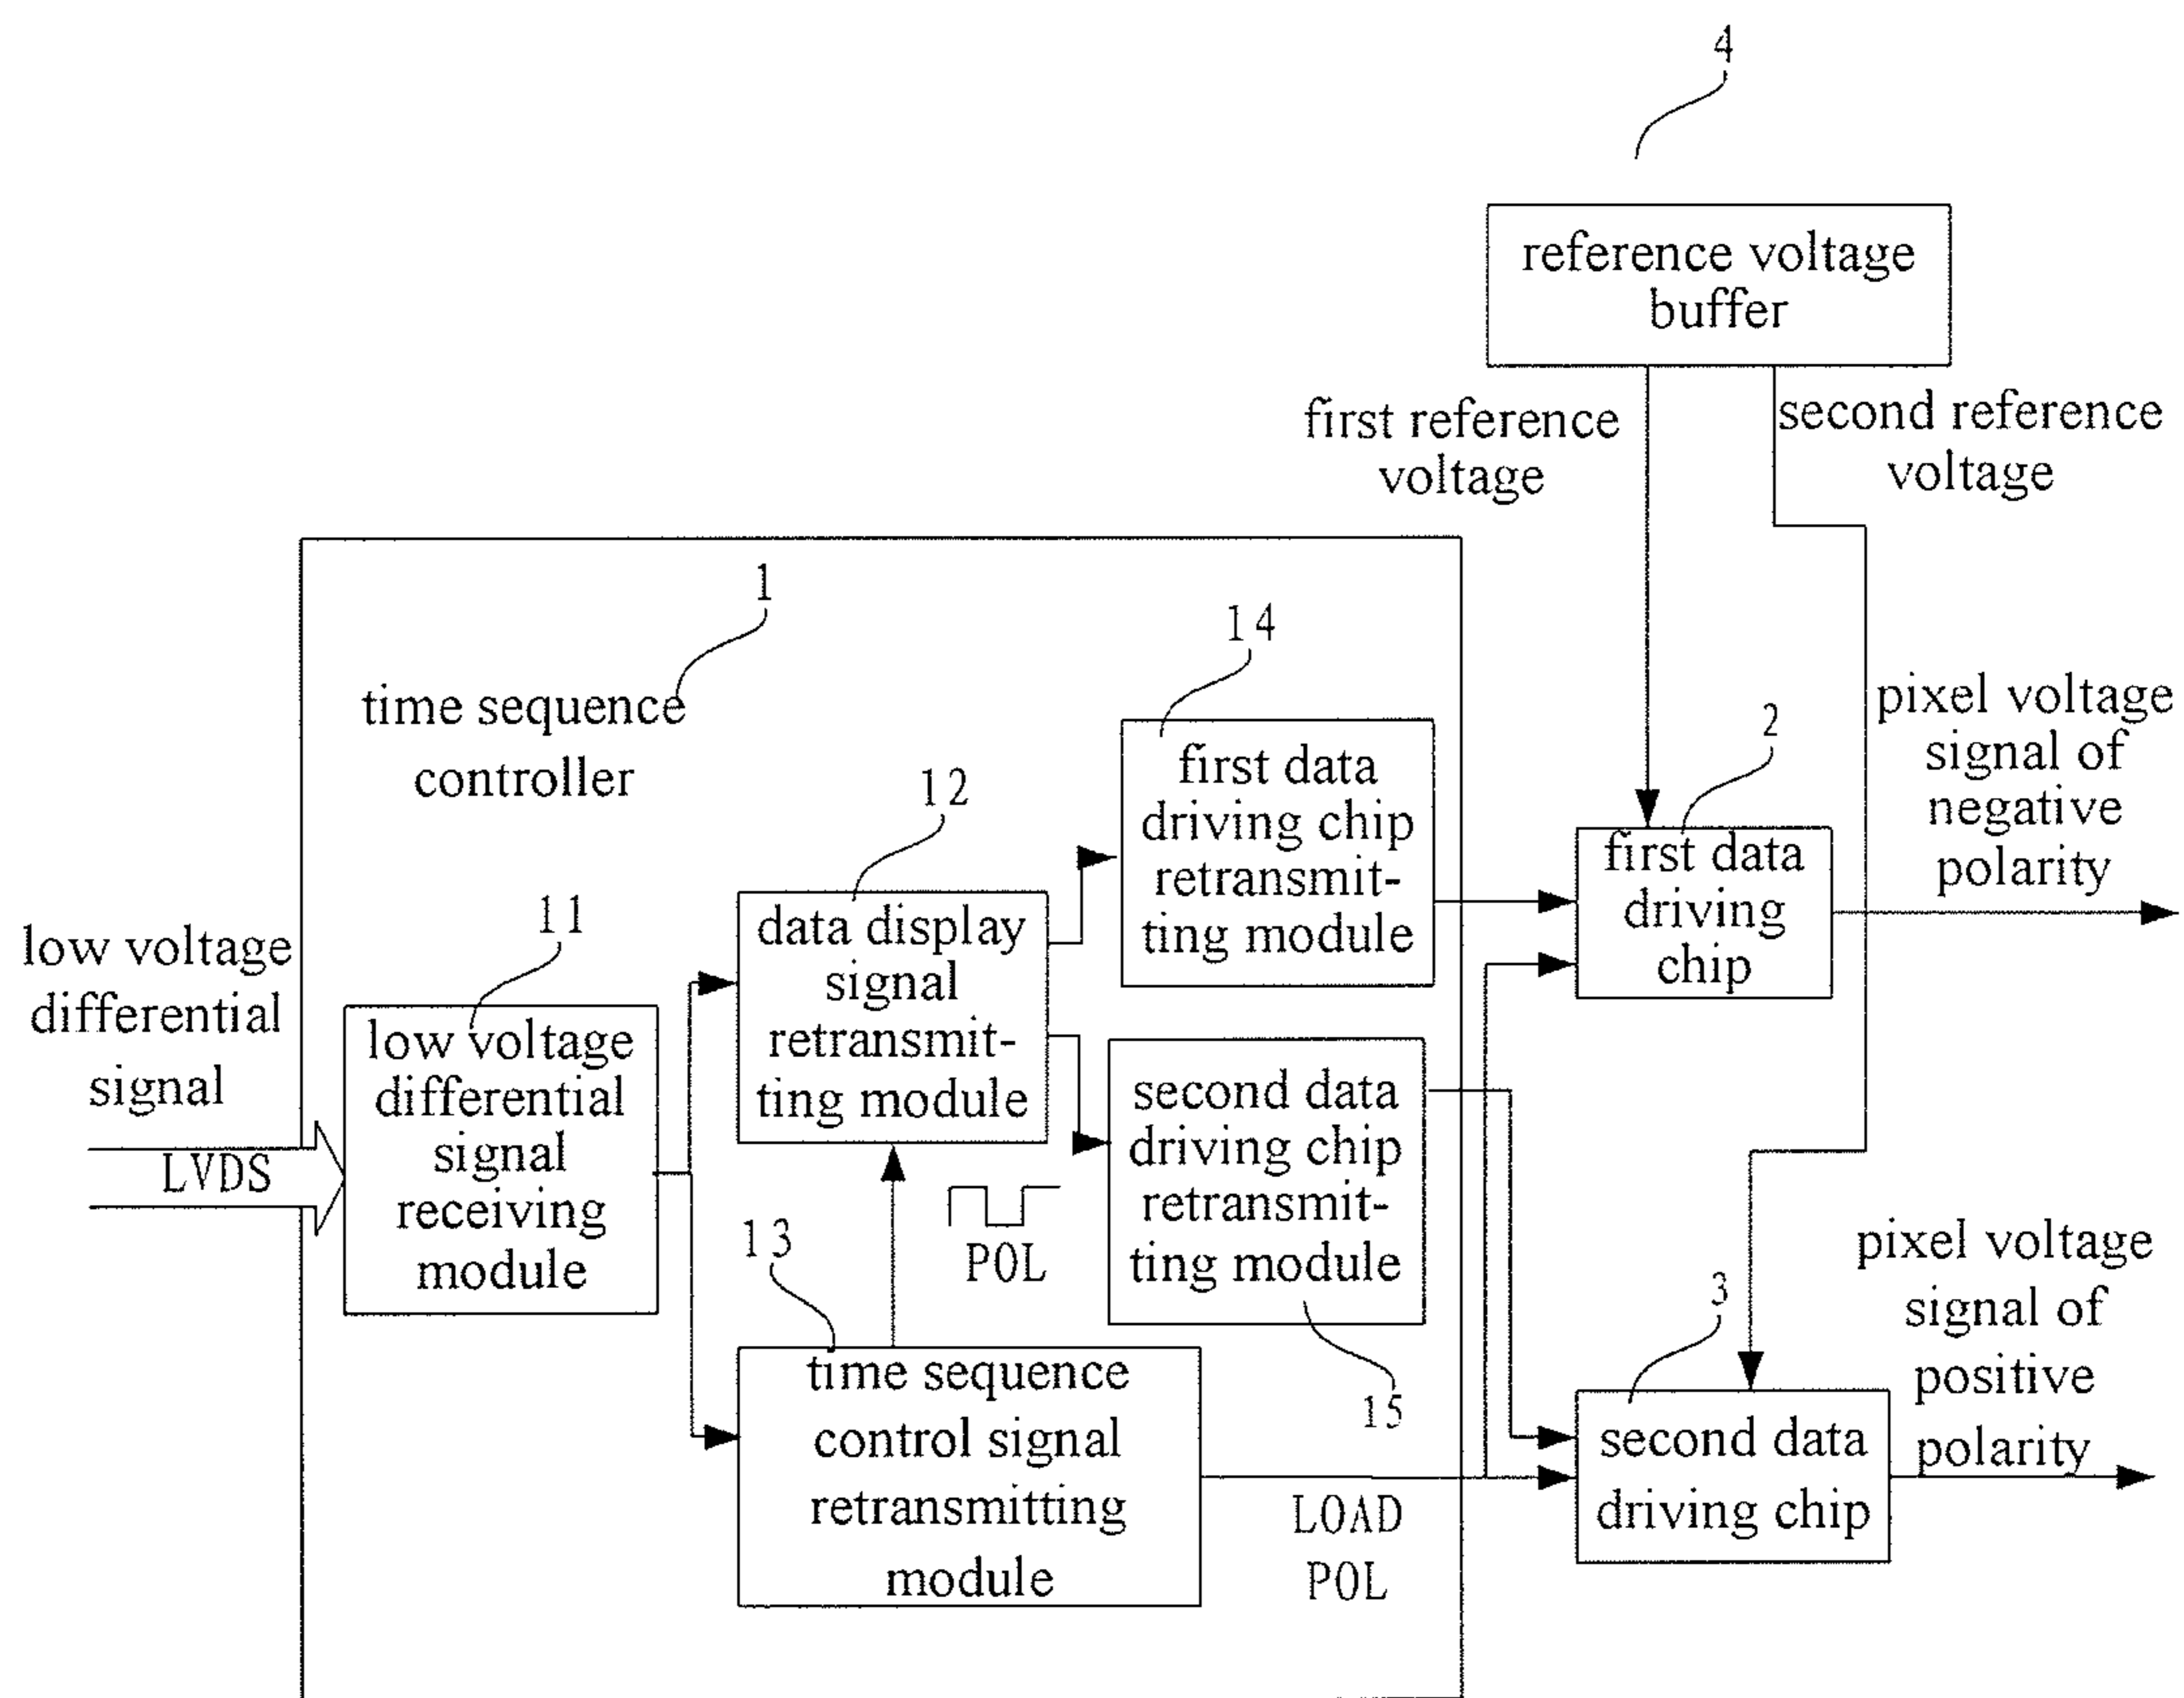 4
reference voltage
buffer
first reference
voltage
second reference
voltage
1
time sequence
controller
14
first data
driving chip
retransmit-
ting module
2
first data
driving
chip
pixel voltage
signal of
negative
polarity
12
data display
signal
retransmit-
ting module
low voltage
differential
signal
LVDS
11
low voltage
differential
signal
receiving
module
POL
second data
driving chip
retransmit-
ting module
15
13
time sequence
control signal
retransmitting
module
LOAD
POL
3
second data
driving chip
pixel voltage
signal of
positive
polarity